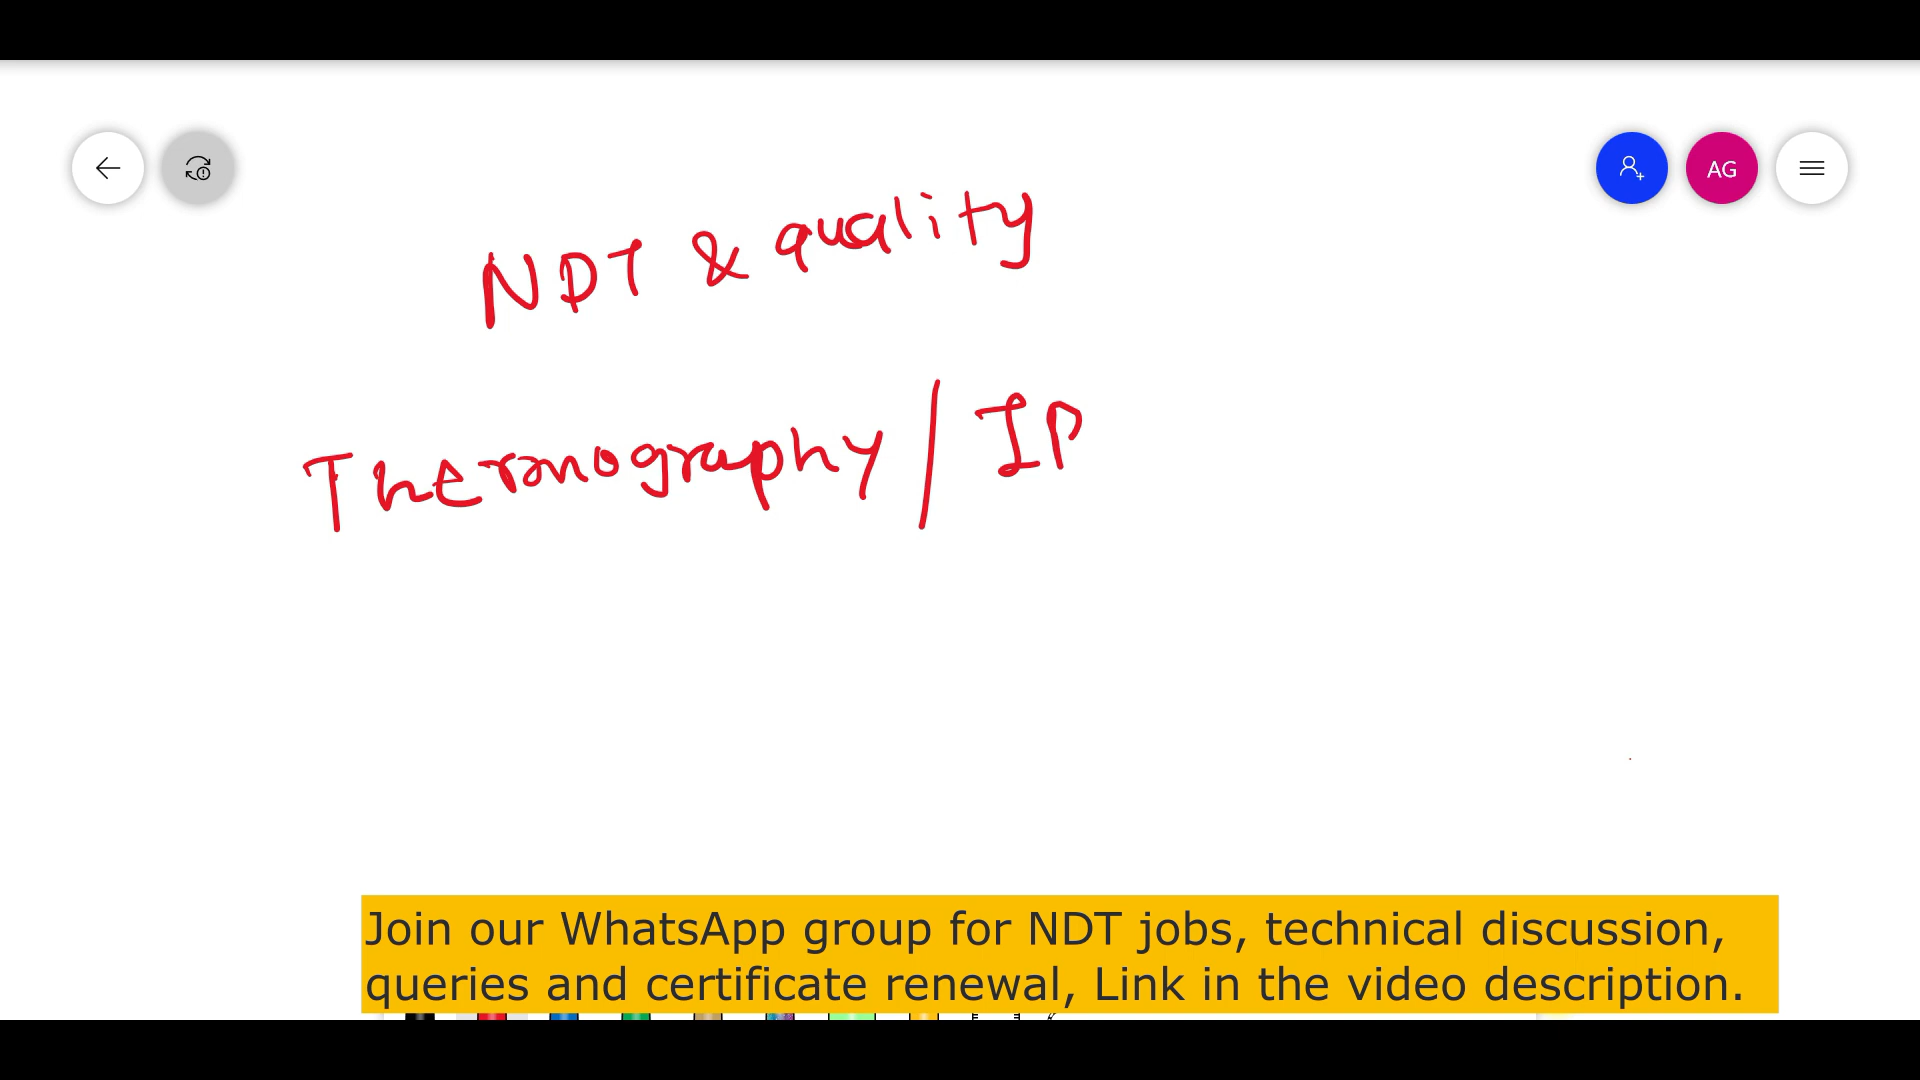 AG
NDT & quality
Thermography / IP
Join our WhatsApp group for NDT jobs, technical discussion,
queries and certificate renewal, Link in the video description.